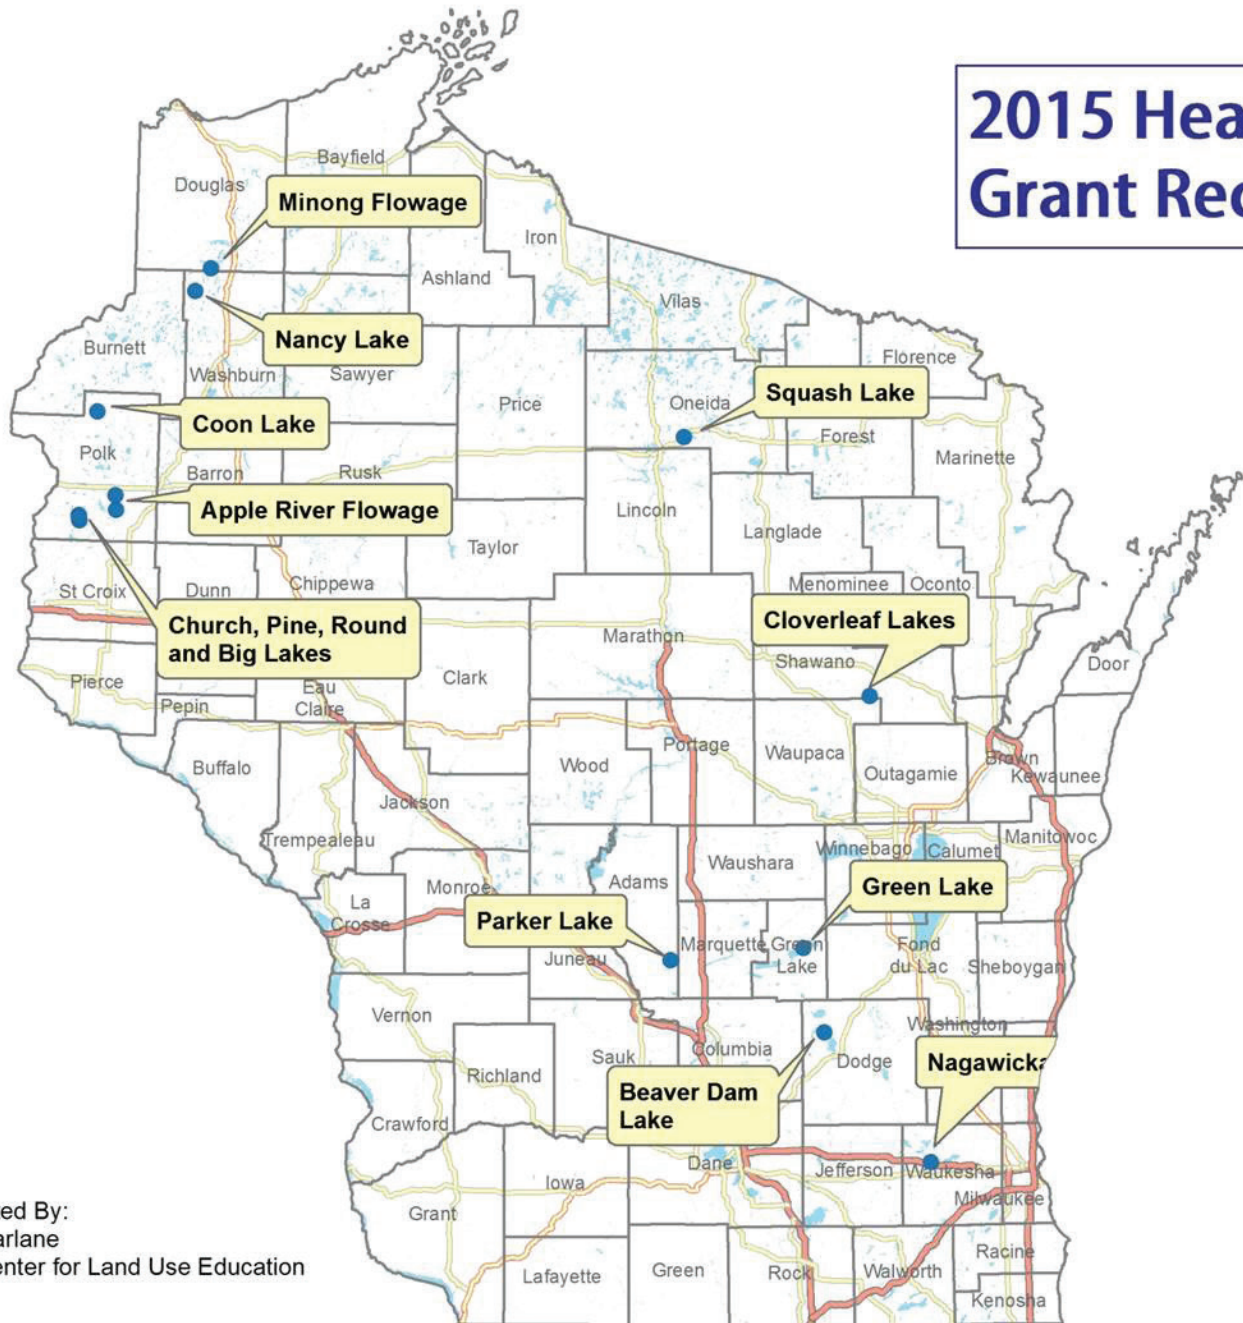 2015 Hea
Grant Rec
Bayfield
Douglas
Minong Flowage
Iron
Ashland
Vilas
Nancy Lake
Burnett
Washburn
Sawyer
Florence
Squash Lake
Price
Oneida
Coon Lake
Forest
Polk
Marinette
Barron
Rusk
Apple River Flowage
Lincoln
Langlade
Taylor
St Croix
Dunn
Chippewa
Menominee
Oconto
Church, Pine, Round
and Big Lakes
Marathon
Cloverleaf Lakes
Shawano
Door
Clark
Pierce
Pepin
Eau
Claire
Portage
Waupaca
Buffalo
Wood
Outagamie
Brown
Kewaunee
Jackson
Trempealeau
Winnebago
Calumet
Manitowoc
Waushara
Adams
Monroe
La
Crosse
Green Lake
Parker Lake
Marquette
Green
Lake
Fond
du Lac
Sheboygan
Juneau
Vernon
Washington
Sauk
Columbia
Dodge
Nagawicka
Richland
Beaver Dam
Lake
Crawford
Dane
Jefferson
Waukesha
Iowa
Milwaukee
Grant
ed By:
arlane
enter for Land Use Education
Lafayette
Green
Rock
Walworth
Racine
Kenosha